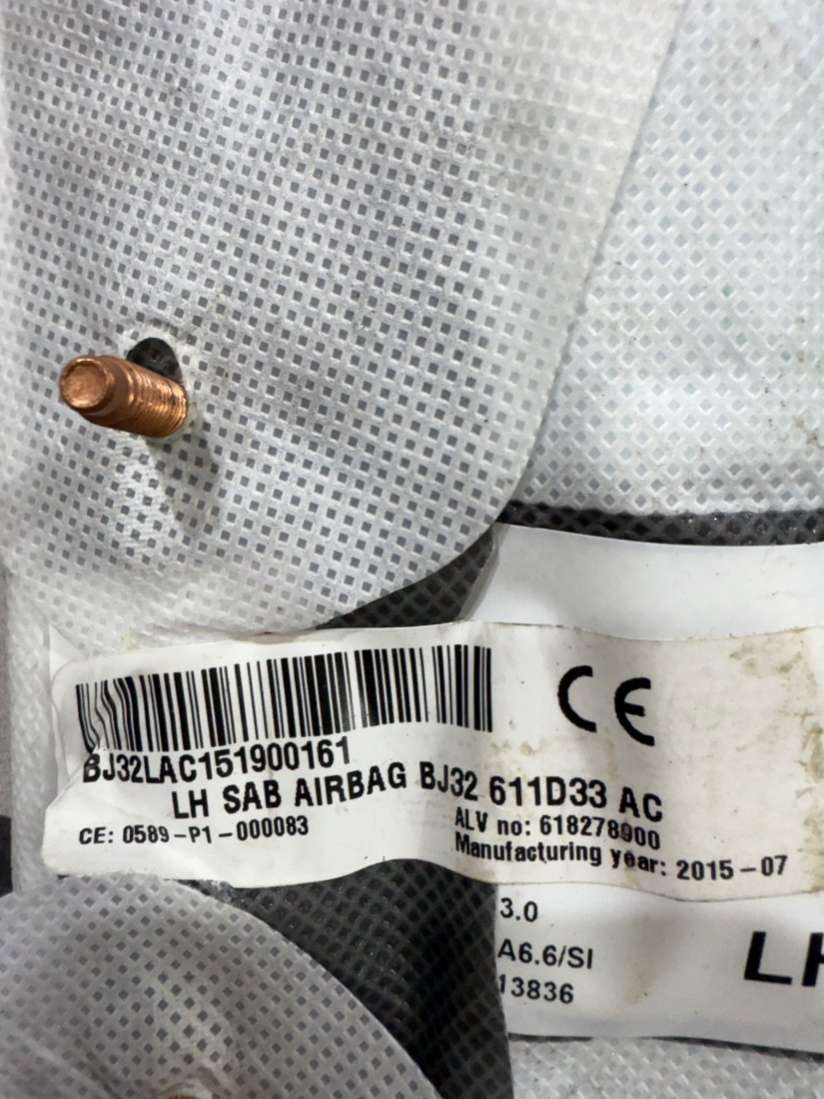 CE
BJ32LAC151900161
LH SAB AIRBAG BJ32 611D33 AC
CE: 0589-P1-000083
ALV no: 618278900
Manufacturing year: 2015-07
3.0
A6.6/SI
13836